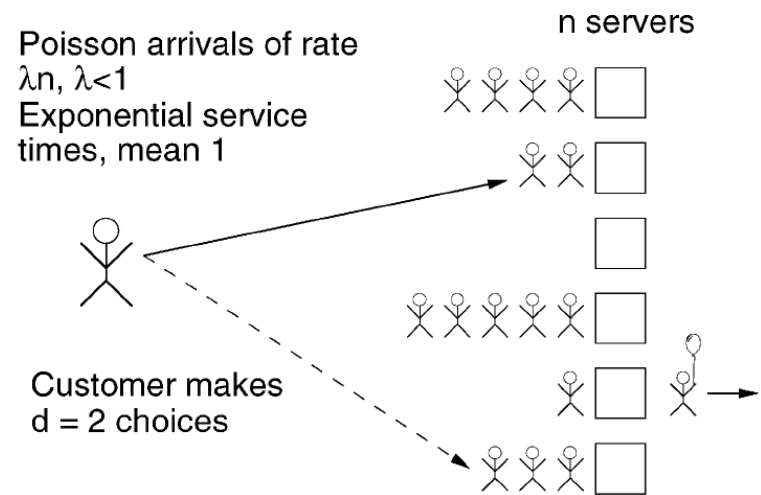 n servers
Poisson arrivals of rate
λn, λ<1
Exponential service
times, mean 1
Customer makes
d = 2 choices